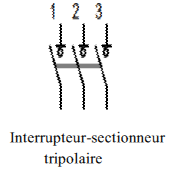 1 2 3
Interrupteur-sectionneur
tripolaire